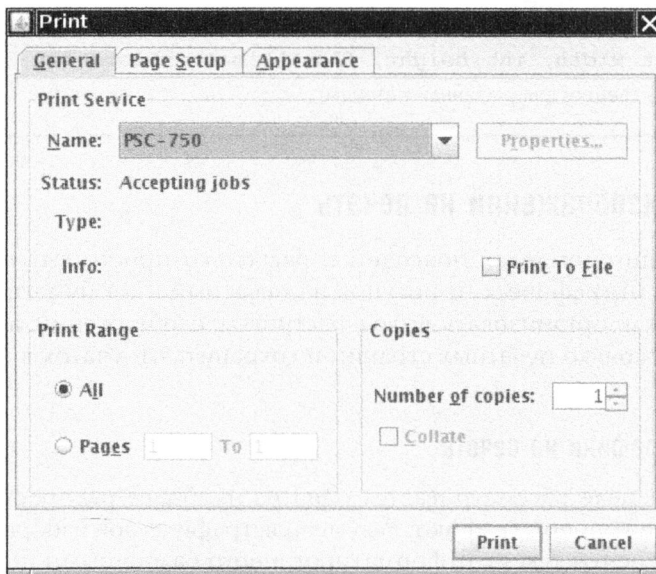 Print
General Page Setup Appearance
Print Service
Name: PSC-750 Properties...
Status: Accepting jobs
Type:
Info: Print To File
Print Range Copies
All
Number of copies: 1
Pages 1 To 1 Collate
Print Cancel